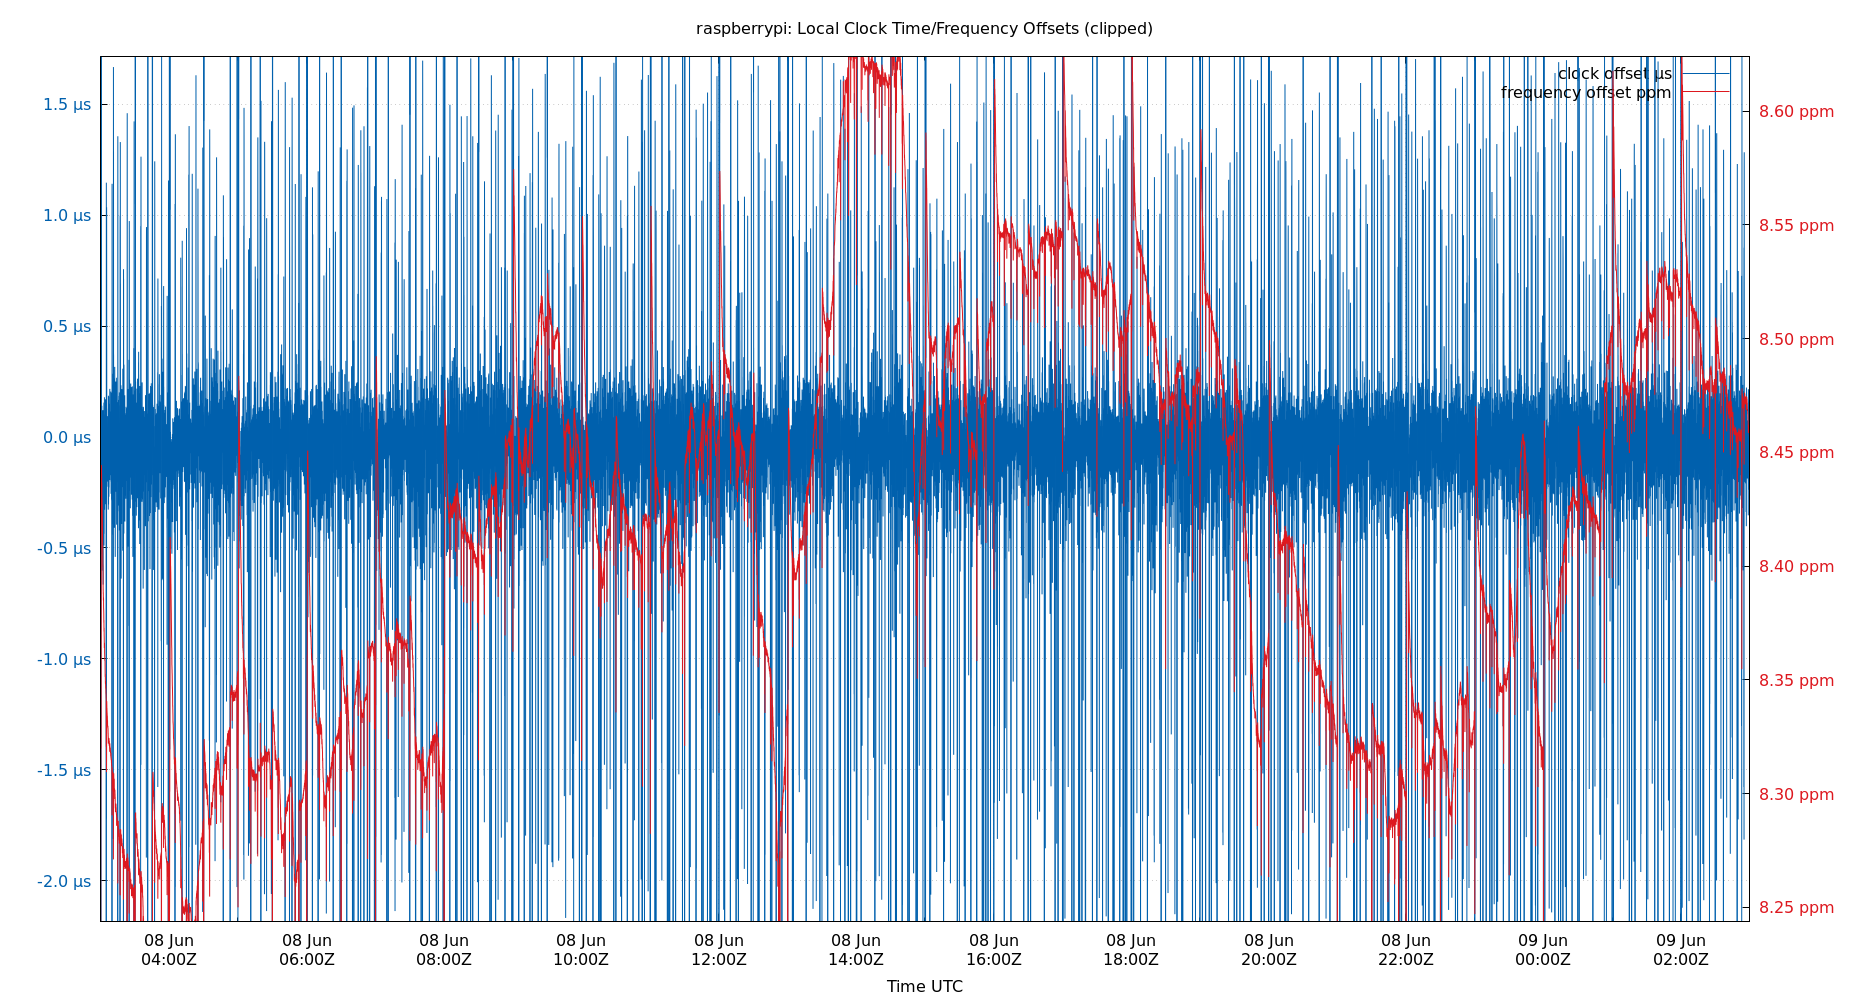 raspberrypi: Local Clock Time/Frequency Offsets (clipped)
clock offset µs
frequency offset ppm
1.5 µs
1.0 µs
0.5 µs
0.0 µs
-0.5 µs
-1.0 µs
-1.5 µs
-2.0 µs
8.60 ppm
8.55 ppm
8.50 ppm
8.45 ppm
8.40 ppm
8.35 ppm
8.30 ppm
8.25 ppm
08 Jun 08 Jun 08 Jun 08 Jun 08 Jun 08 Jun 08 Jun 08 Jun 08 Jun 08 Jun 09 Jun 09 Jun
04:00Z 06:00Z 08:00Z 10:00Z 12:00Z 14:00Z 16:00Z 18:00Z 20:00Z 22:00Z 00:00Z 02:00Z
Time UTC